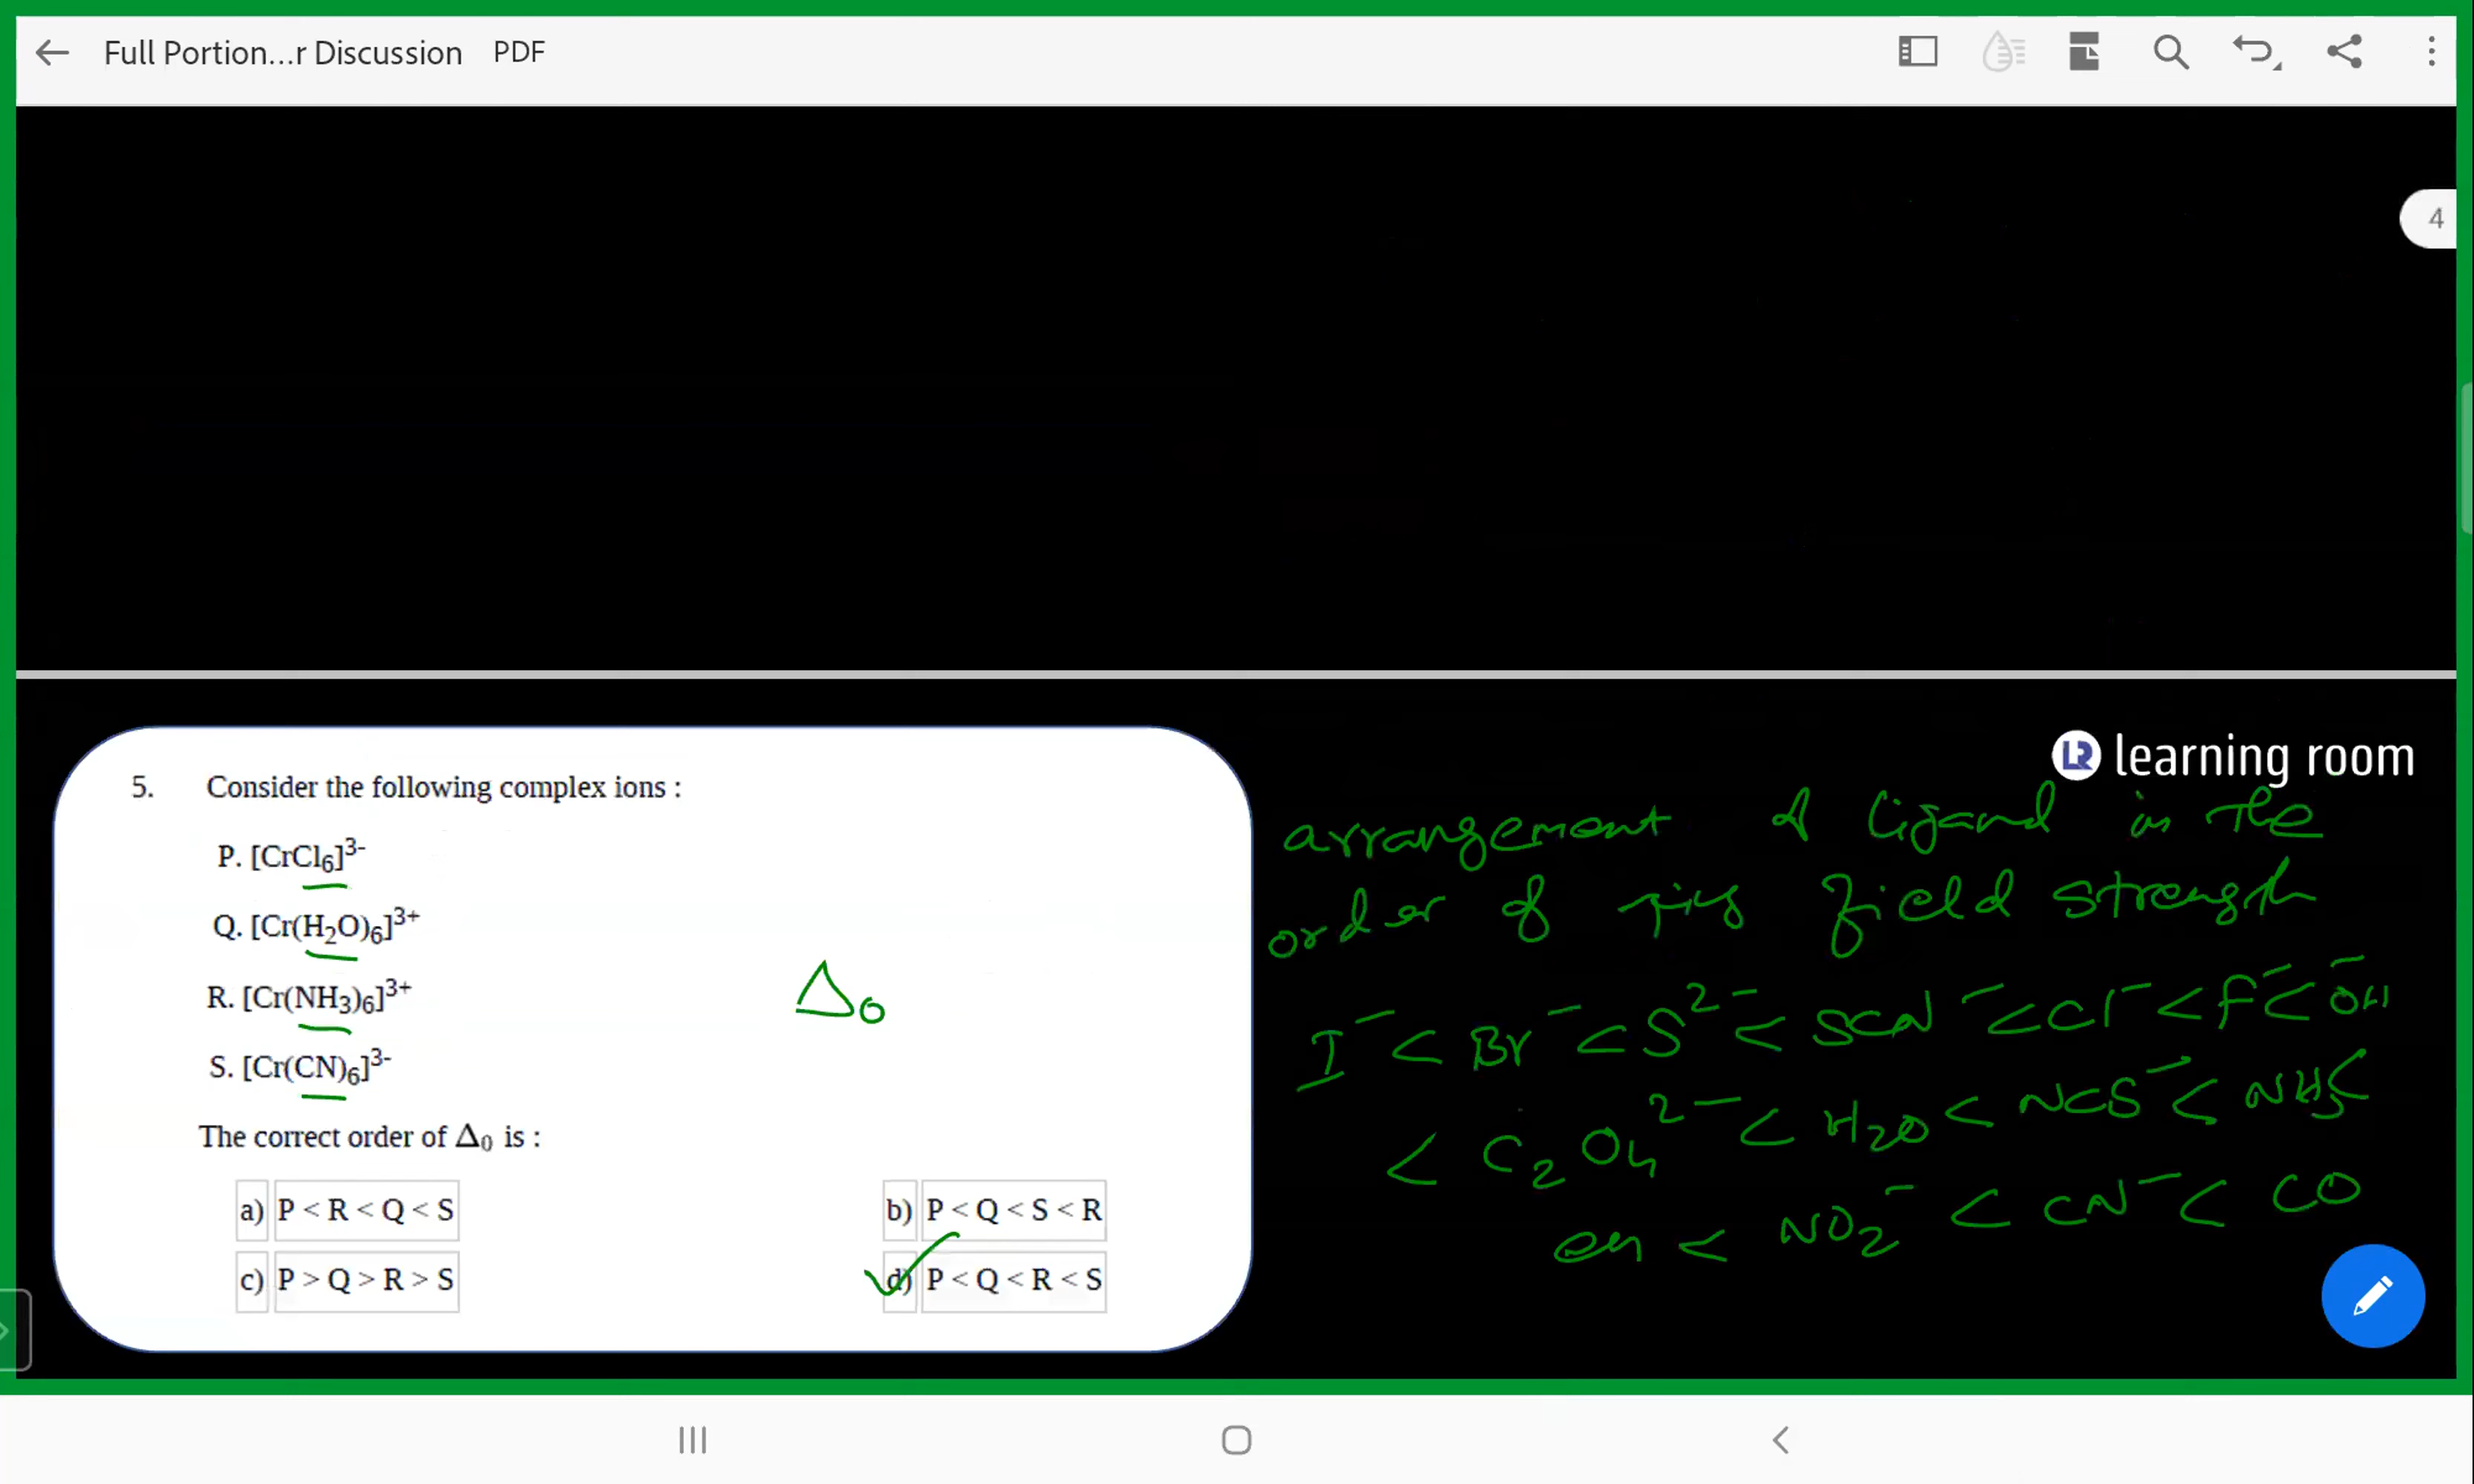 Full Portion...r Discussion PDF
4
learning room
5. Consider the following complex ions :
P. [CrCl6]3-
Q. [Cr(H2O)6]3+
R. [Cr(NH3)6]3+
S. [Cr(CN)6]3-
The correct order of Δ0 is :
a) P < R < Q < S
b) P < Q < S < R
c) P > Q > R > S
d) P < Q < R < S
Δ0
arrangement of ligand in the
order of field strength
I⁻ < Br⁻ < S²⁻ < SCN⁻ < Cl⁻ < F⁻ < OH⁻
< C2O4²⁻ < H2O < NCS⁻ < NH3 <
en < NO2⁻ < CN⁻ < CO